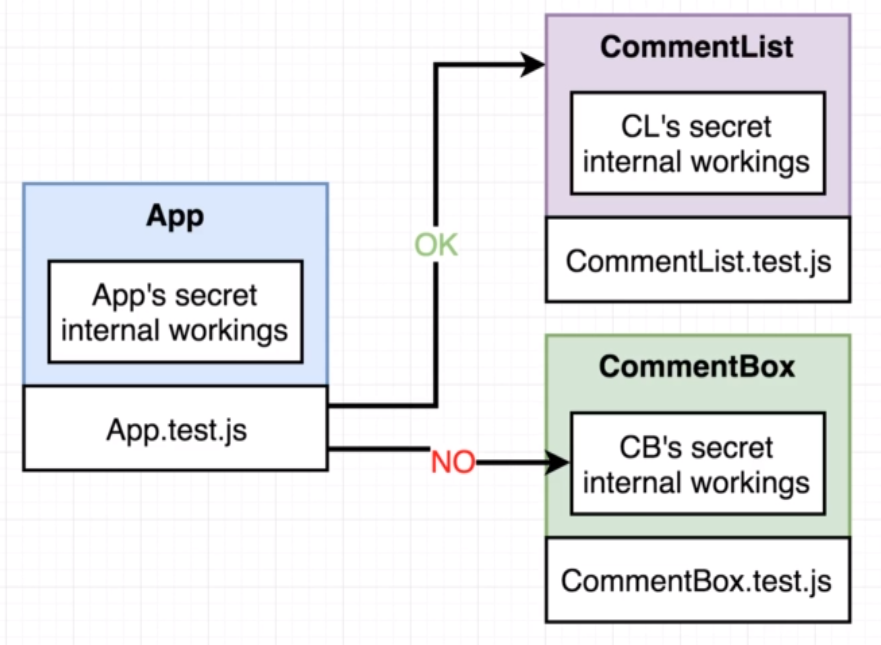 App
App's secret
internal workings
App.test.js
OK
NO
CommentList
CL's secret
internal workings
CommentList.test.js
CommentBox
CB's secret
internal workings
CommentBox.test.js